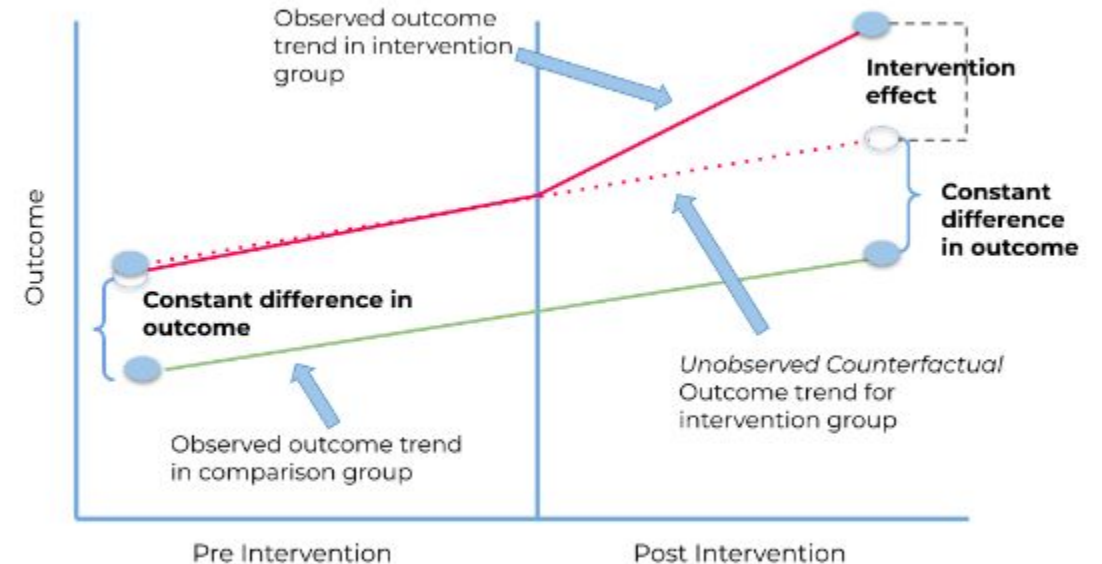 Observed outcome
trend in intervention
group
Intervention
effect
Constant
difference
in outcome
Outcome
Constant difference in
outcome
Unobserved Counterfactual
Outcome trend for
intervention group
Observed outcome trend
in comparison group
Pre Intervention
Post Intervention